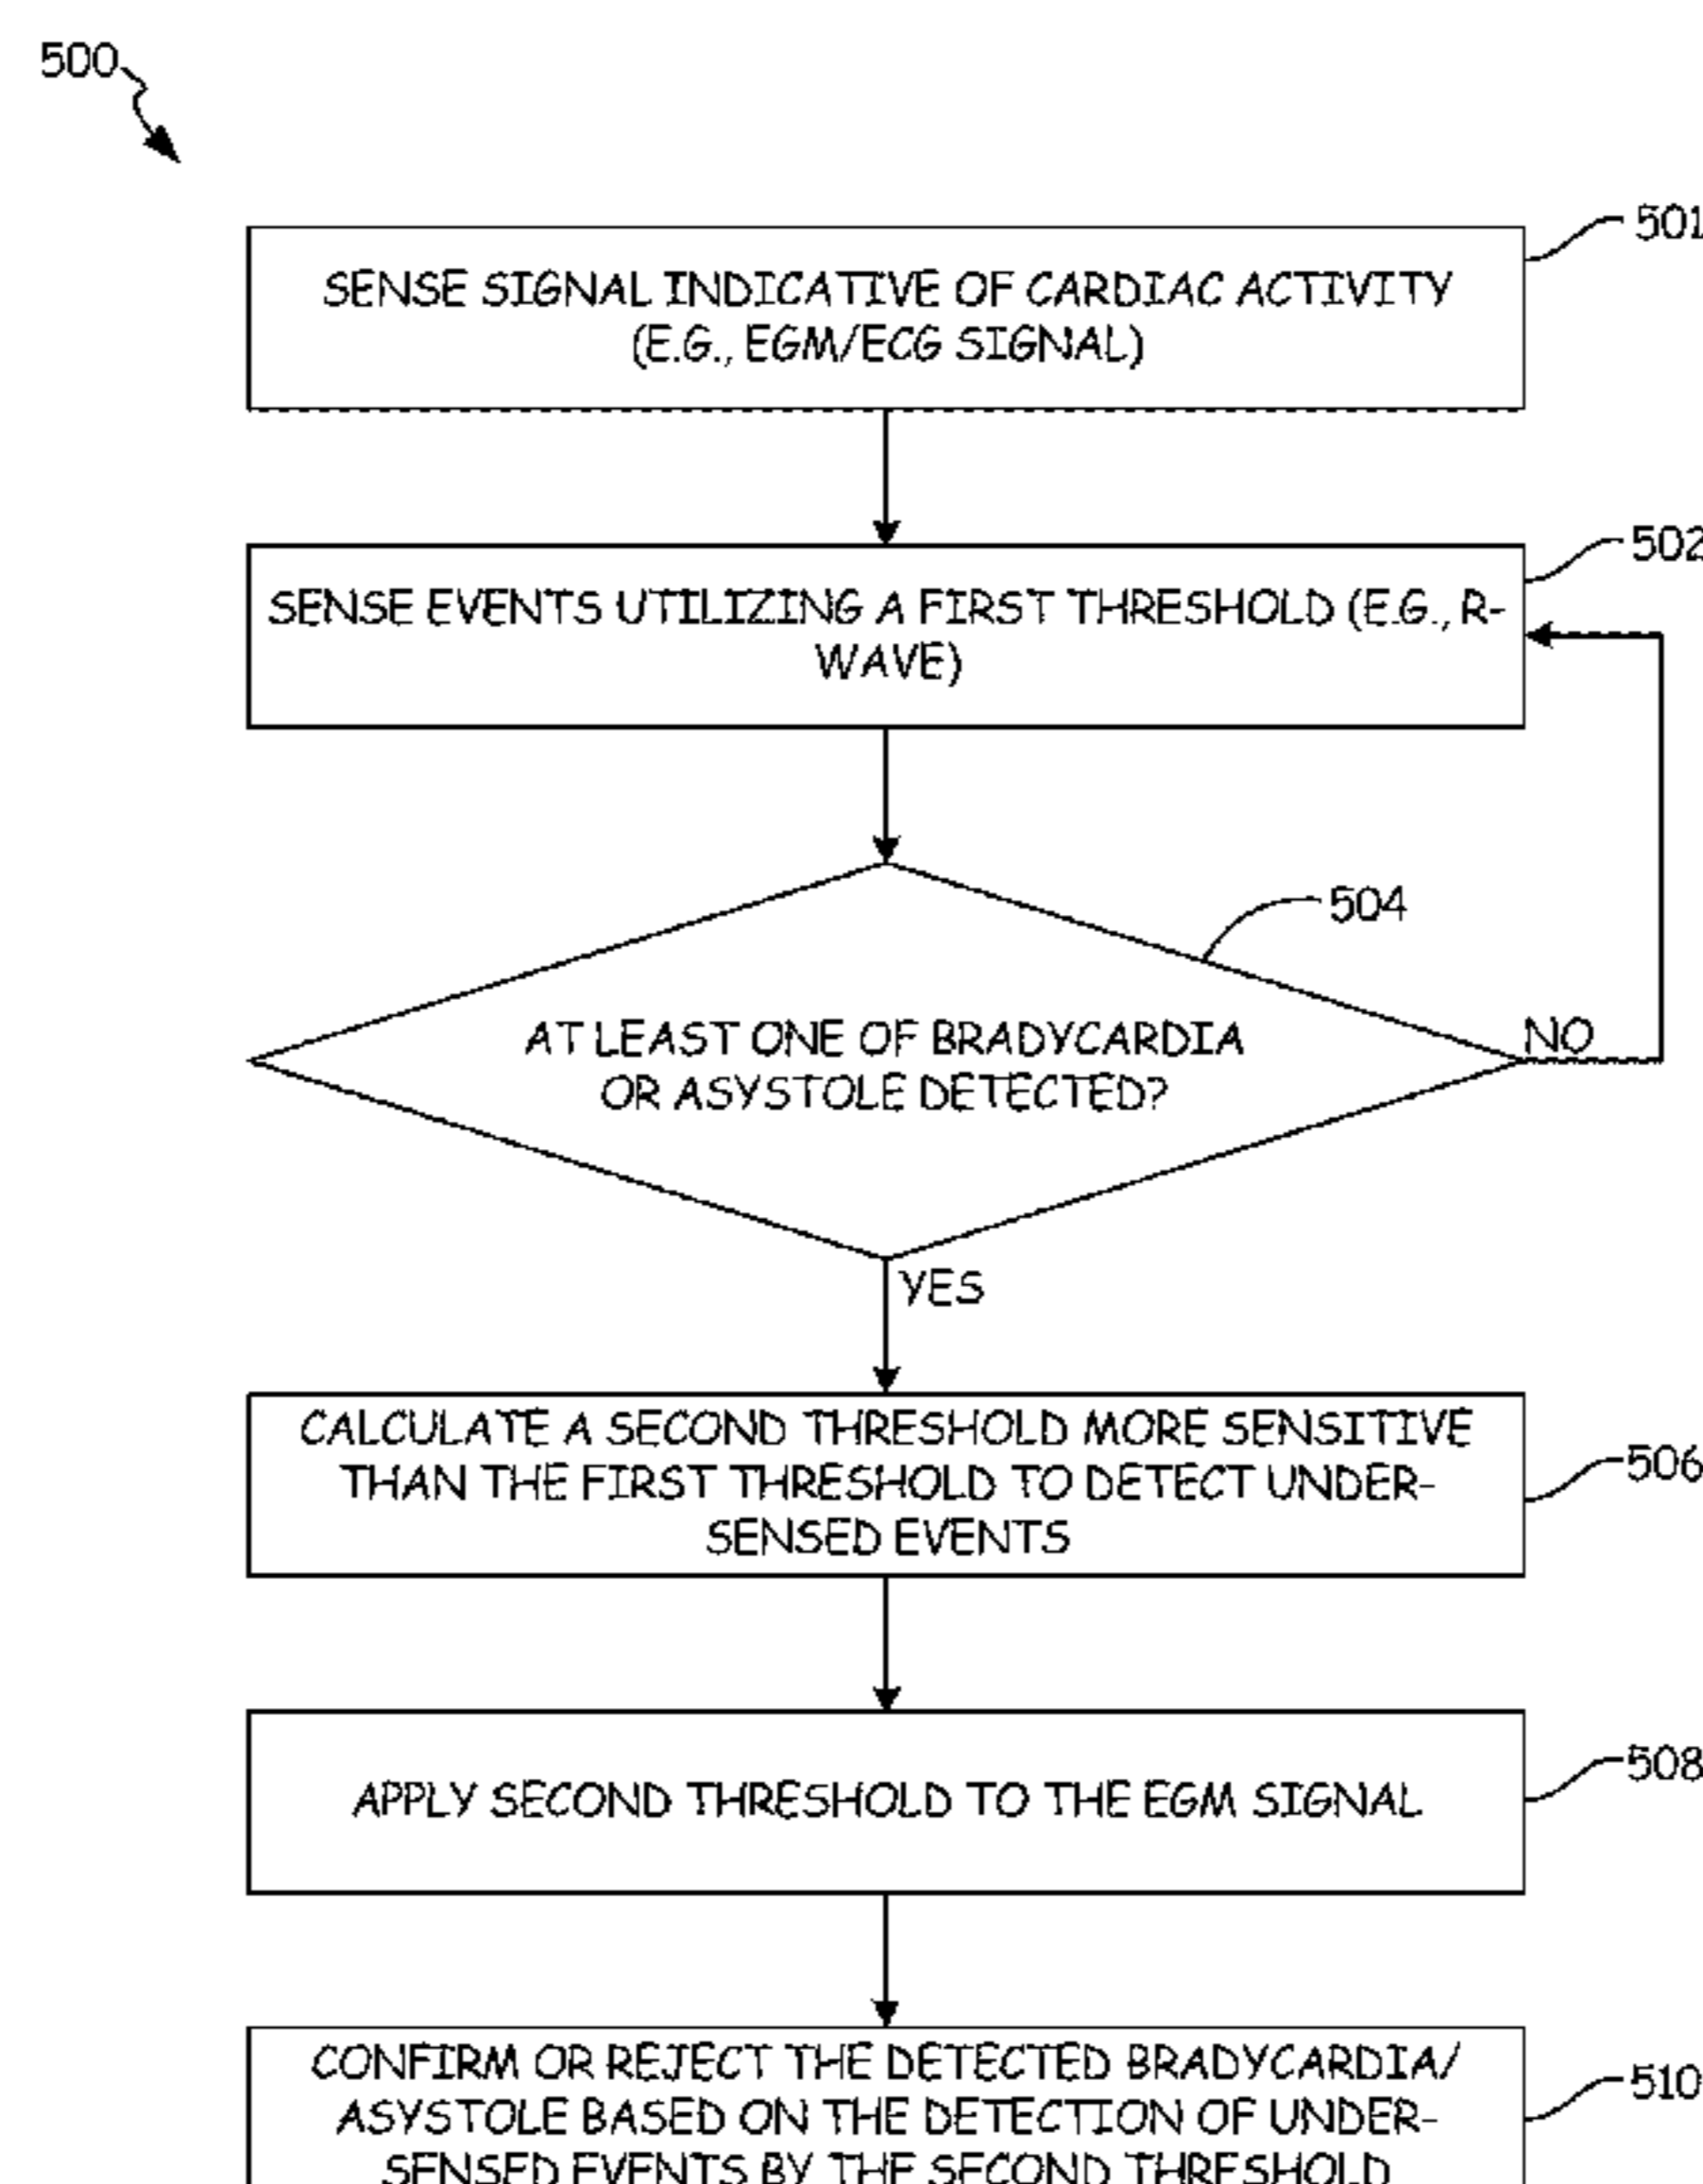 500
501
SENSE SIGNAL INDICATIVE OF CARDIAC ACTIVITY
(E.G., EGM/ECG SIGNAL)
502
SENSE EVENTS UTILIZING A FIRST THRESHOLD (E.G., R-
WAVE)
504
AT LEAST ONE OF BRADYCARDIA
OR ASYSTOLE DETECTED?
NO
YES
CALCULATE A SECOND THRESHOLD MORE SENSITIVE
THAN THE FIRST THRESHOLD TO DETECT UNDER-
SENSED EVENTS
506
APPLY SECOND THRESHOLD TO THE EGM SIGNAL
508
CONFIRM OR REJECT THE DETECTED BRADYCARDIA/
ASYSTOLE BASED ON THE DETECTION OF UNDER-
SENSED EVENTS BY THE SECOND THRESHOLD
510